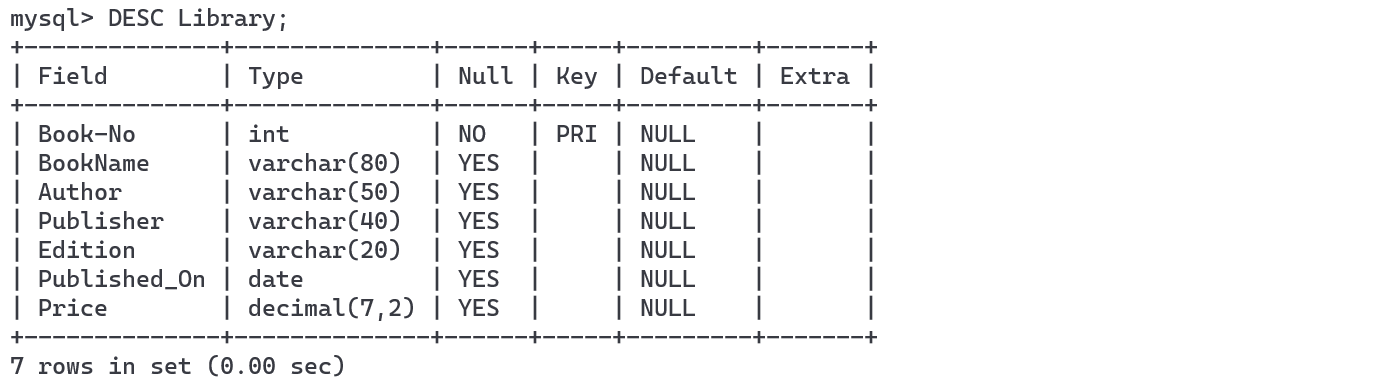 mysql> DESC Library;
+--------------+--------------+------+-----+---------+-------+
| Field        | Type         | Null | Key | Default | Extra |
+--------------+--------------+------+-----+---------+-------+
| Book-No      | int          | NO   | PRI | NULL    |       |
| BookName     | varchar(80)  | YES  |     | NULL    |       |
| Author       | varchar(50)  | YES  |     | NULL    |       |
| Publisher    | varchar(40)  | YES  |     | NULL    |       |
| Edition      | varchar(20)  | YES  |     | NULL    |       |
| Published_On | date         | YES  |     | NULL    |       |
| Price        | decimal(7,2) | YES  |     | NULL    |       |
+--------------+--------------+------+-----+---------+-------+
7 rows in set (0.00 sec)